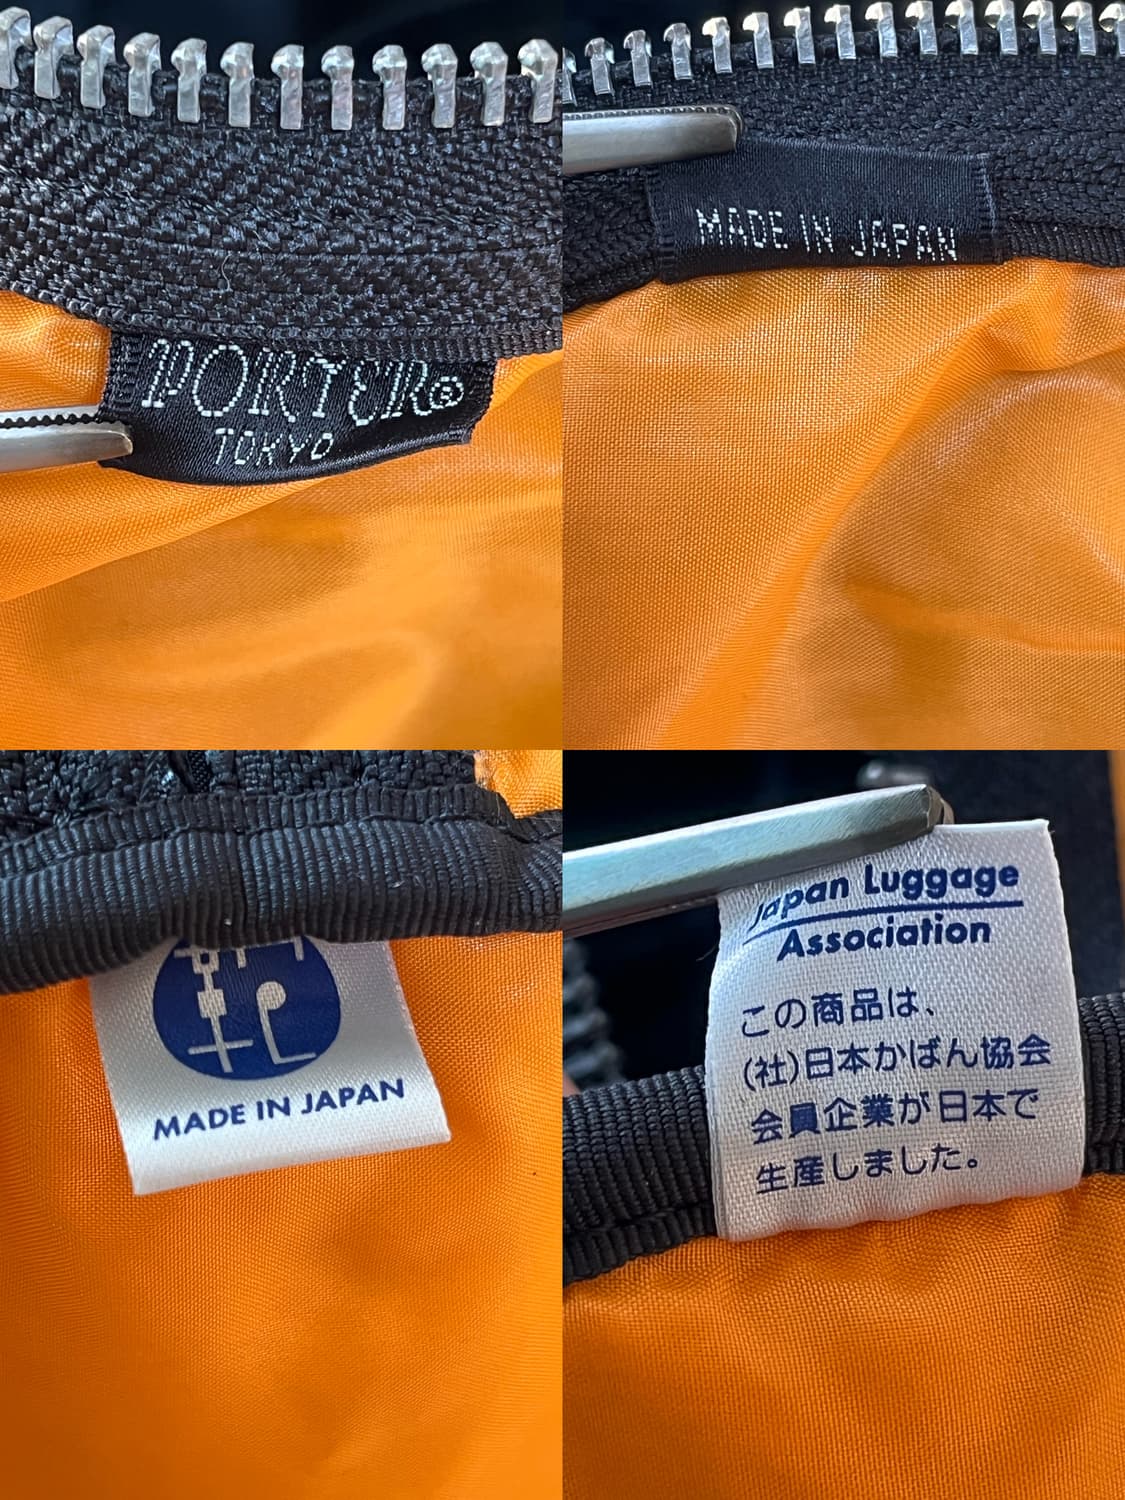 PORTER®
TOKYO
MADE IN JAPAN
MADE IN JAPAN
Japan Luggage
Association
この商品は、
(社)日本かばん協会
会員企業が日本で
生産しました。